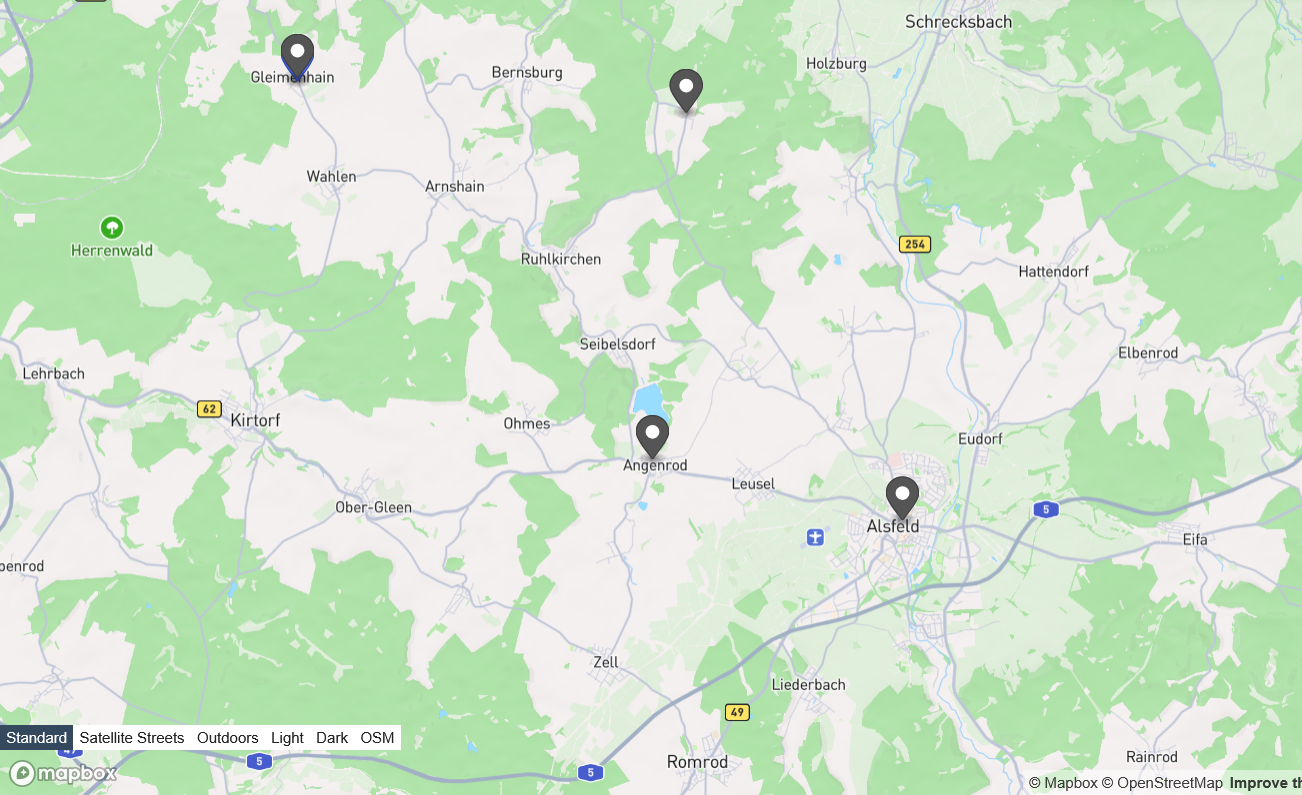 Schrecksbach
Holzburg
Bernsburg
Gleimenhain
Wahlen
Arnshain
Herrenwald
254
Ruhlkirchen
Hattendorf
Seibelsdorf
Elbenrod
Lehrbach
62
Kirtorf
Ohmes
Eudorf
Angenrod
Leusel
Ober-Gleen
5
Alsfeld
Eifa
penrod
Zell
Liederbach
49
Standard Satellite Streets Outdoors Light Dark OSM
5
Rainrod
Romrod
5
mapbox
© Mapbox © OpenStreetMap Improve th